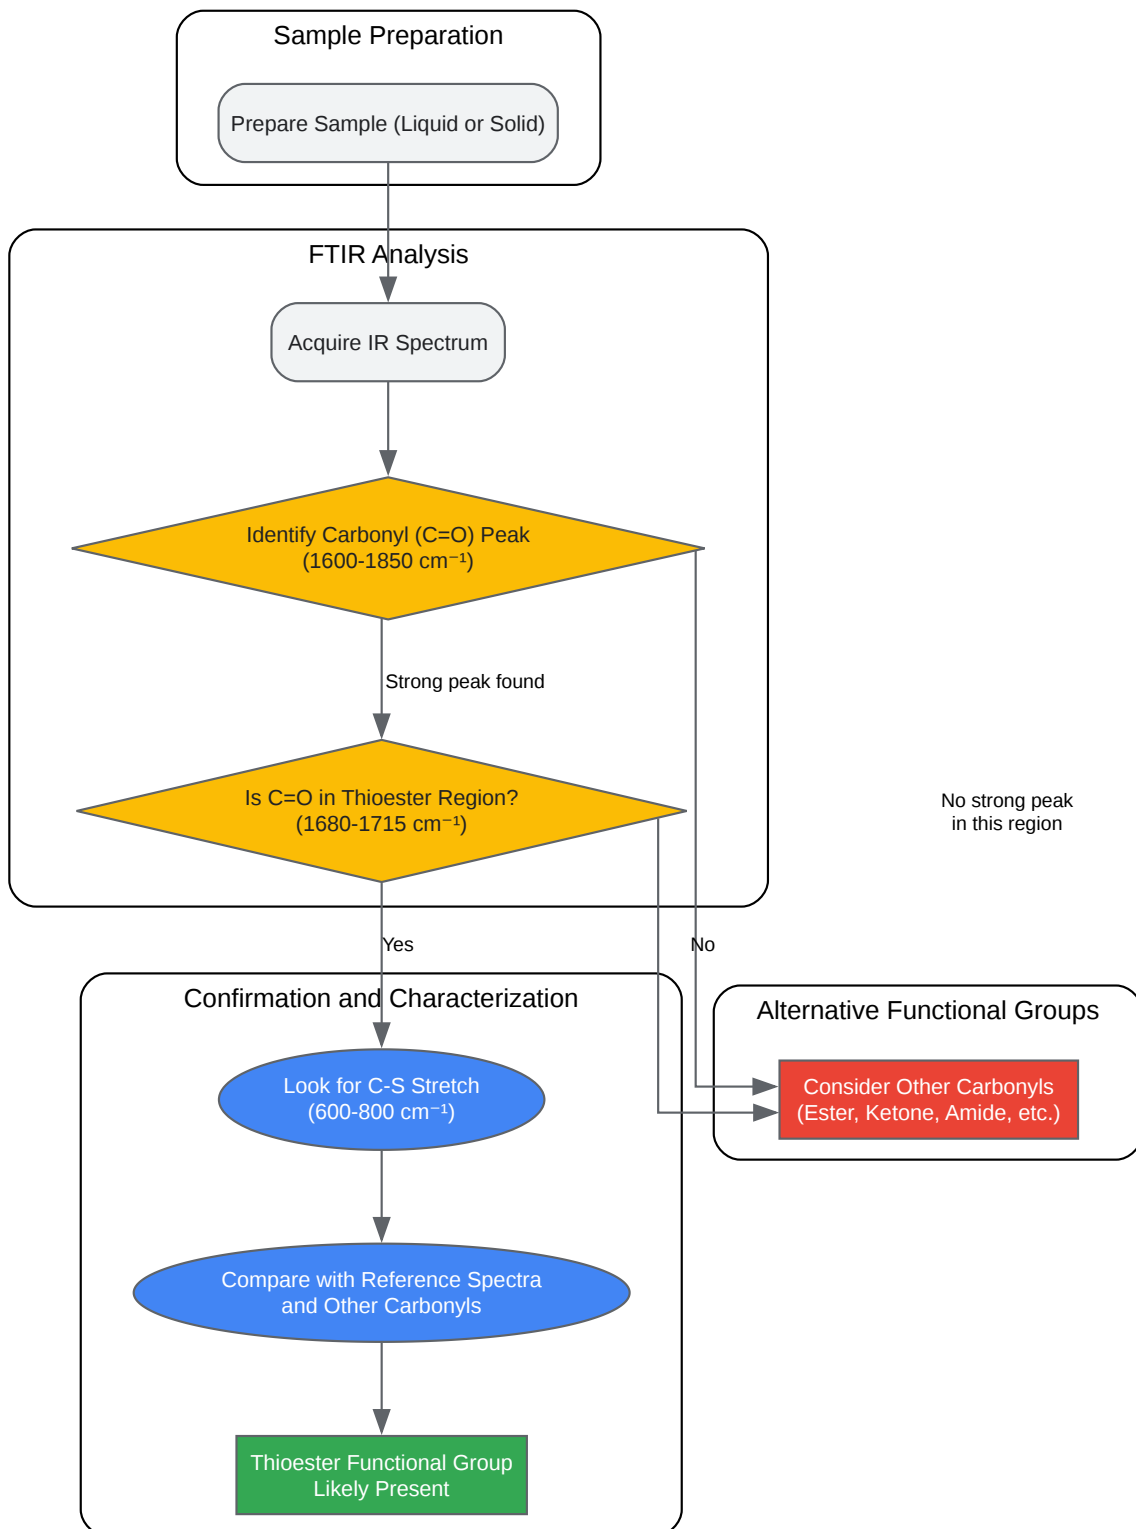 Sample Preparation
Prepare Sample (Liquid or Solid)
FTIR Analysis
Acquire IR Spectrum
Identify Carbonyl (C=O) Peak
(1600-1850 cm⁻¹)
Strong peak found
Is C=O in Thioester Region?
(1680-1715 cm⁻¹)
No strong peak
in this region
Yes
No
Confirmation and Characterization
Alternative Functional Groups
Look for C-S Stretch
(600-800 cm⁻¹)
Consider Other Carbonyls
(Ester, Ketone, Amide, etc.)
Compare with Reference Spectra
and Other Carbonyls
Thioester Functional Group
Likely Present